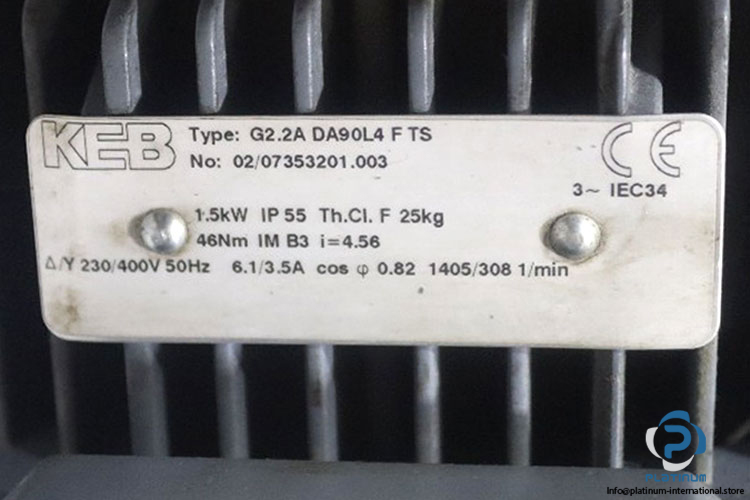 KEB
Type: G2.2A DA90L4 F TS
No: 02/07353201.003
CE
3~ IEC34
1.5kW IP 55 Th.Cl. F 25kg
46Nm IM B3 i=4.56
Δ/Y 230/400V 50Hz 6.1/3.5A cos φ 0.82 1405/308 1/min
PLATINUM
Info@platinum-international.store